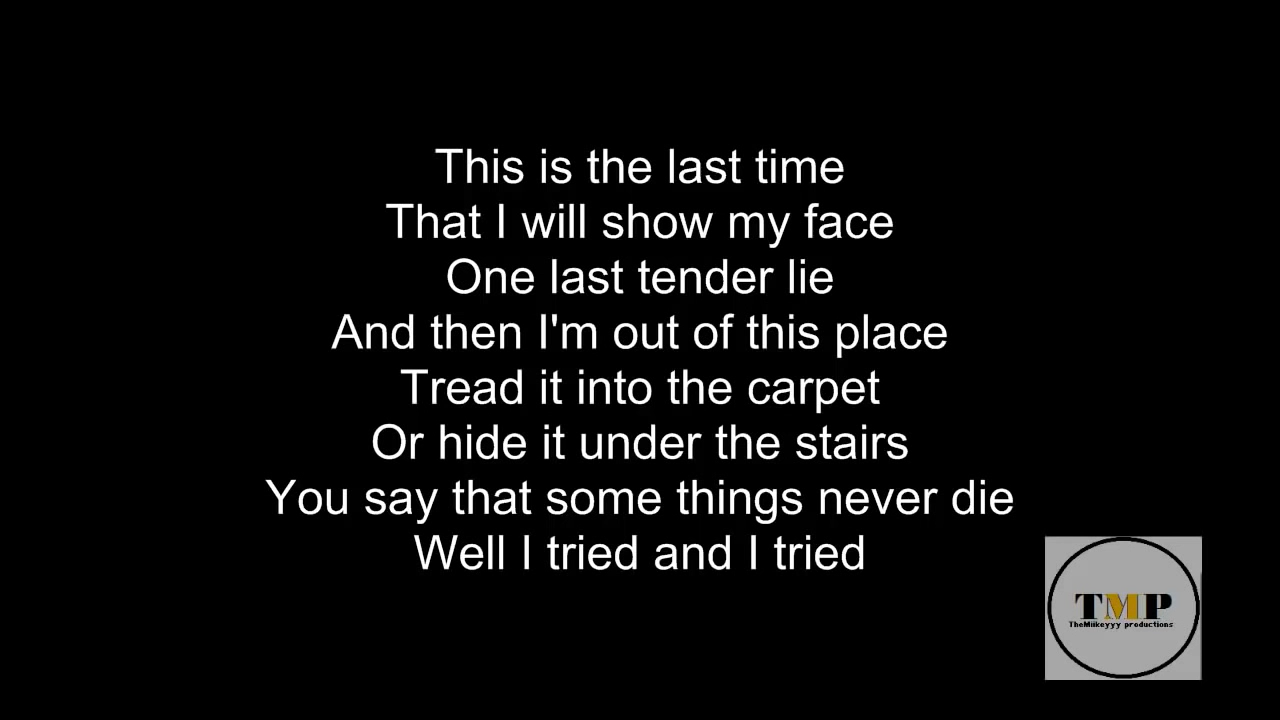 This is the last time
That I will show my face
One last tender lie
And then I'm out of this place
Tread it into the carpet
Or hide it under the stairs
You say that some things never die
Well I tried and I tried
TMP
TheMiikeyyy productions